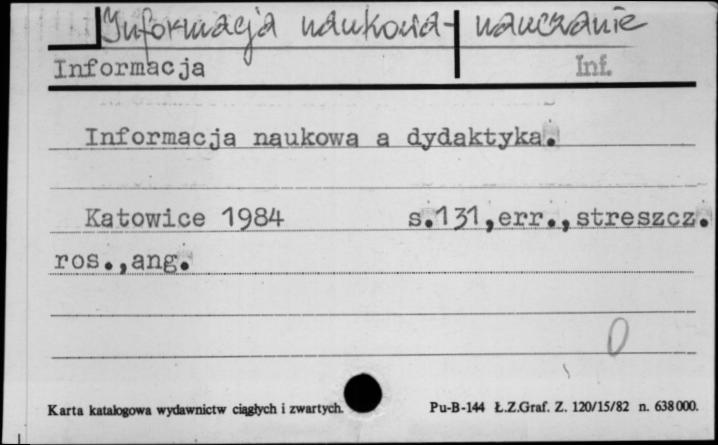 Informacja naukowa - nauczanie
Informacja Inf.
Informacja naukowa a dydaktyka.
Katowice 1984 s.131,err.,streszcz.
ros.,ang.
0
Karta katalogowa wydawnictw ciągłych i zwartych. Pu-B-144 Ł.Z.Graf. Z. 120/15/82 n. 638000.